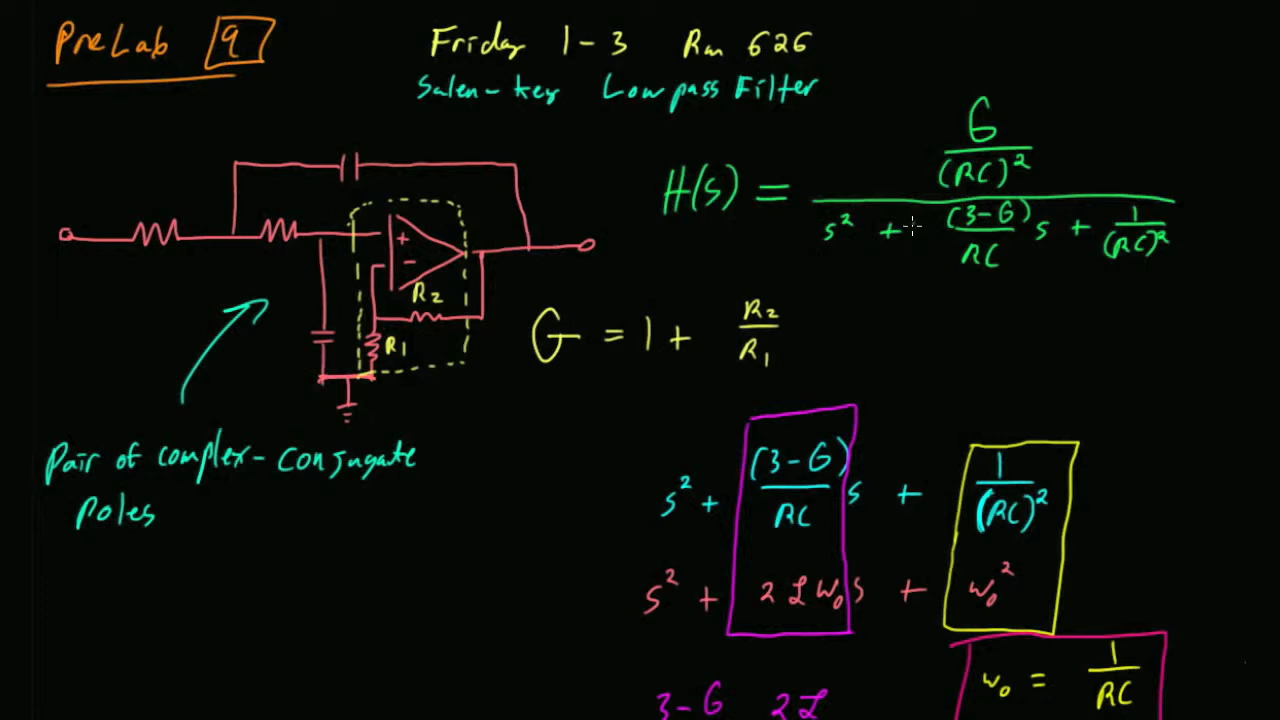 PreLab 9
Friday 1-3 Rm 626
Salen-key Lowpass Filter
H(s) = G/(RC)² / s² + (3-G)/RC s + 1/(RC)²
+
-
R2
R1
G = 1 + R2/R1
Pair of complex-conjugate
poles
s² + (3-G)/RC s + 1/(RC)²
s² + 2ζω₀s + ω₀²
ω₀ = 1/RC
3-G 2ζ